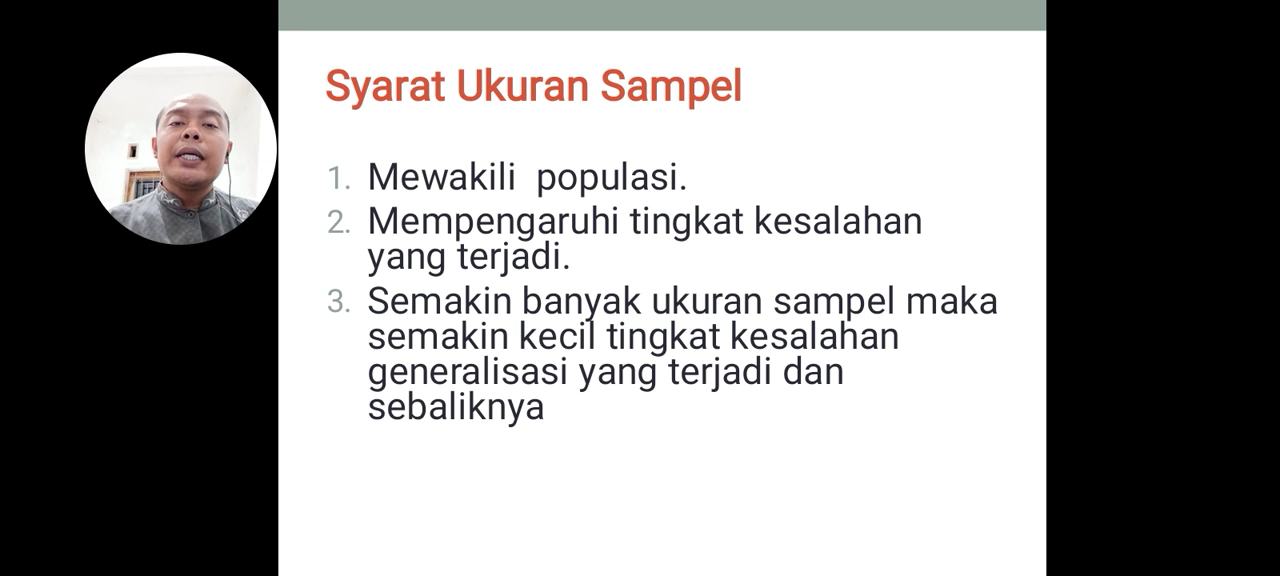 Syarat Ukuran Sampel
1. Mewakili populasi.
2. Mempengaruhi tingkat kesalahan
yang terjadi.
3. Semakin banyak ukuran sampel maka
semakin kecil tingkat kesalahan
generalisasi yang terjadi dan
sebaliknya